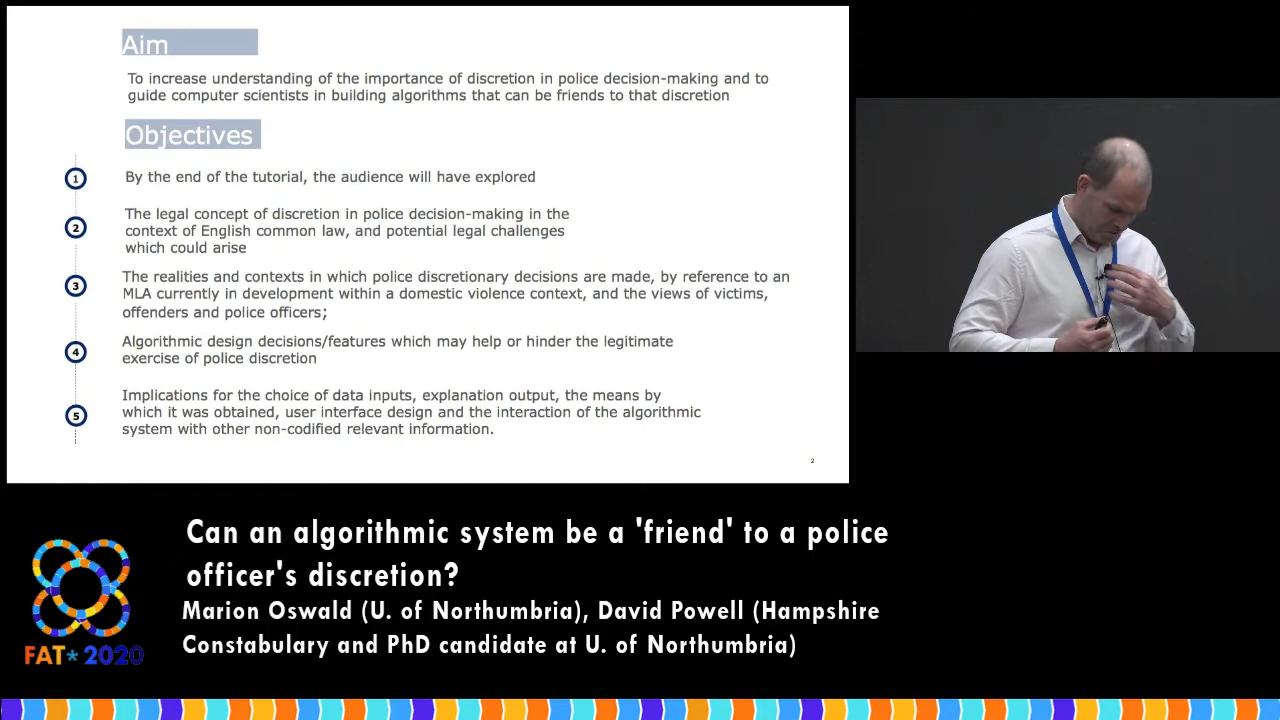 Aim
To increase understanding of the importance of discretion in police decision-making and to
guide computer scientists in building algorithms that can be friends to that discretion
Objectives
1
By the end of the tutorial, the audience will have explored
2
The legal concept of discretion in police decision-making in the
context of English common law, and potential legal challenges
which could arise
3
The realities and contexts in which police discretionary decisions are made, by reference to an
MLA currently in development within a domestic violence context, and the views of victims,
offenders and police officers;
4
Algorithmic design decisions/features which may help or hinder the legitimate
exercise of police discretion
5
Implications for the choice of data inputs, explanation output, the means by
which it was obtained, user interface design and the interaction of the algorithmic
system with other non-codified relevant information.
2
Can an algorithmic system be a 'friend' to a police
officer's discretion?
Marion Oswald (U. of Northumbria), David Powell (Hampshire
Constabulary and PhD candidate at U. of Northumbria)
FAT* 2020